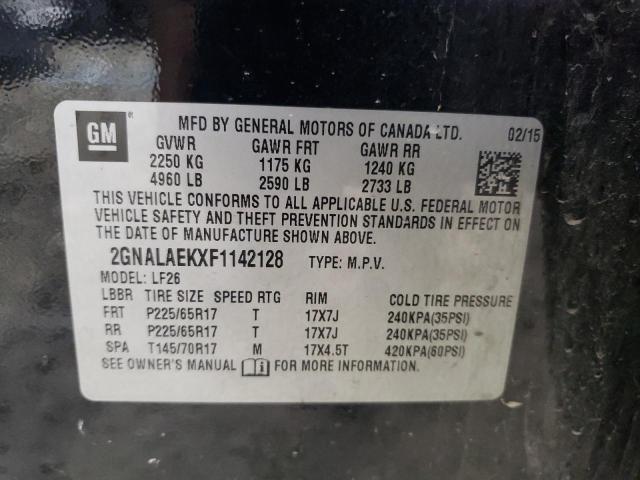 GM
MFD BY GENERAL MOTORS OF CANADA LTD. 02/15
GVWR GAWR FRT GAWR RR
2250 KG 1175 KG 1240 KG
4960 LB 2590 LB 2733 LB
THIS VEHICLE CONFORMS TO ALL APPLICABLE U.S. FEDERAL MOTOR
VEHICLE SAFETY AND THEFT PREVENTION STANDARDS IN EFFECT ON
THE DATE OF MANUFACTURE SHOWN ABOVE.
2GNALAEKXF1142128 TYPE: M.P.V.
MODEL: LF26
LBBR TIRE SIZE SPEED RTG RIM COLD TIRE PRESSURE
FRT P225/65R17 T 17X7J 240KPA(35PSI)
RR P225/65R17 T 17X7J 240KPA(35PSI)
SPA T145/70R17 M 17X4.5T 420KPA(60PSI)
SEE OWNER'S MANUAL FOR MORE INFORMATION.